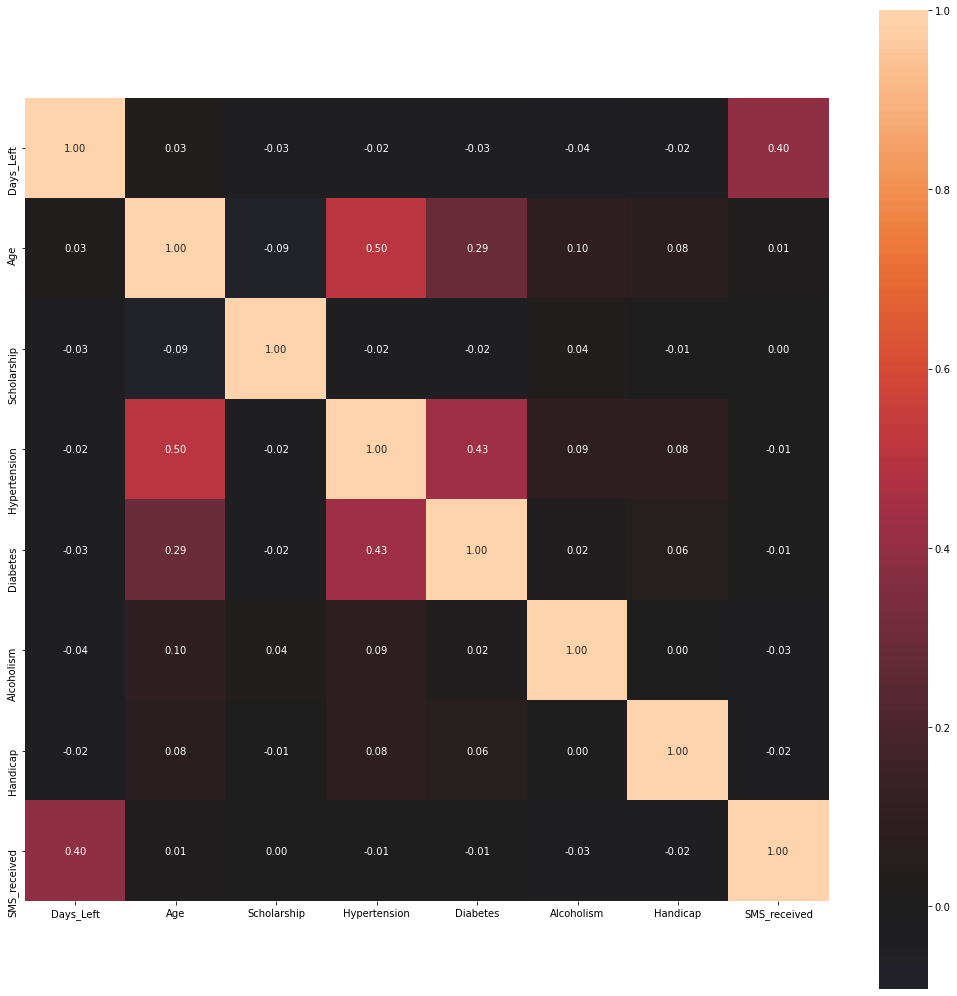 1.0
Days_Left 1.00 0.03 -0.03 -0.02 -0.03 -0.04 -0.02 0.40
0.8
Age 0.03 1.00 -0.09 0.50 0.29 0.10 0.08 0.01
Scholarship -0.03 -0.09 1.00 -0.02 -0.02 0.04 -0.01 0.00
0.6
Hypertension -0.02 0.50 -0.02 1.00 0.43 0.09 0.08 -0.01
Diabetes -0.03 0.29 -0.02 0.43 1.00 0.02 0.06 -0.01
0.4
Alcoholism -0.04 0.10 0.04 0.09 0.02 1.00 0.00 -0.03
0.2
Handicap -0.02 0.08 -0.01 0.08 0.06 0.00 1.00 -0.02
SMS_received 0.40 0.01 0.00 -0.01 -0.01 -0.03 -0.02 1.00
0.0
Days_Left Age Scholarship Hypertension Diabetes Alcoholism Handicap SMS_received